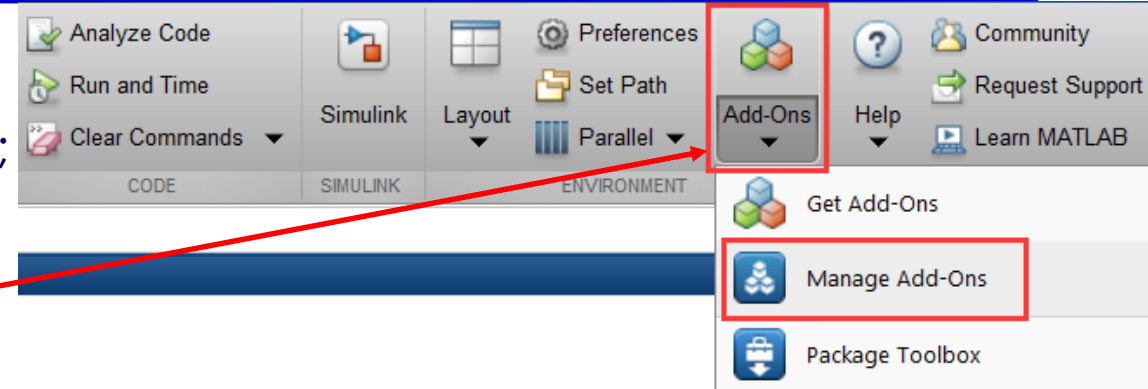 Analyze Code
Run and Time
Clear Commands
CODE
Simulink
SIMULINK
Layout
Preferences
Set Path
Parallel
ENVIRONMENT
Add-Ons
Help
Community
Request Support
Learn MATLAB
;
Get Add-Ons
Manage Add-Ons
Package Toolbox